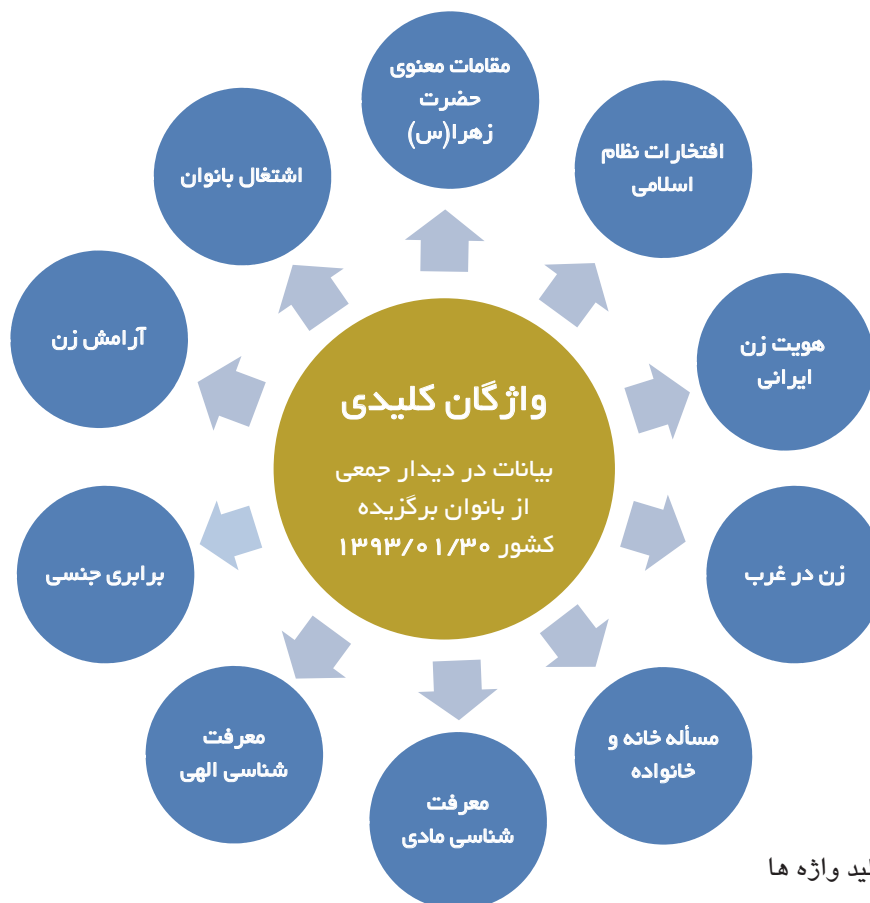 واژگان کلیدی
بیانات در دیدار جمعی
از بانوان برگزیده
کشور ۱۳۹۳/۰۱/۳۰
مقامات معنوی
حضرت
زهرا(س)
افتخارات نظام
اسلامی
هویت زن
ایرانی
زن در غرب
مسأله خانه و
خانواده
معرفت
شناسی مادی
معرفت
شناسی الهی
برابری جنسی
آرامش زن
اشتغال بانوان
واژه ها